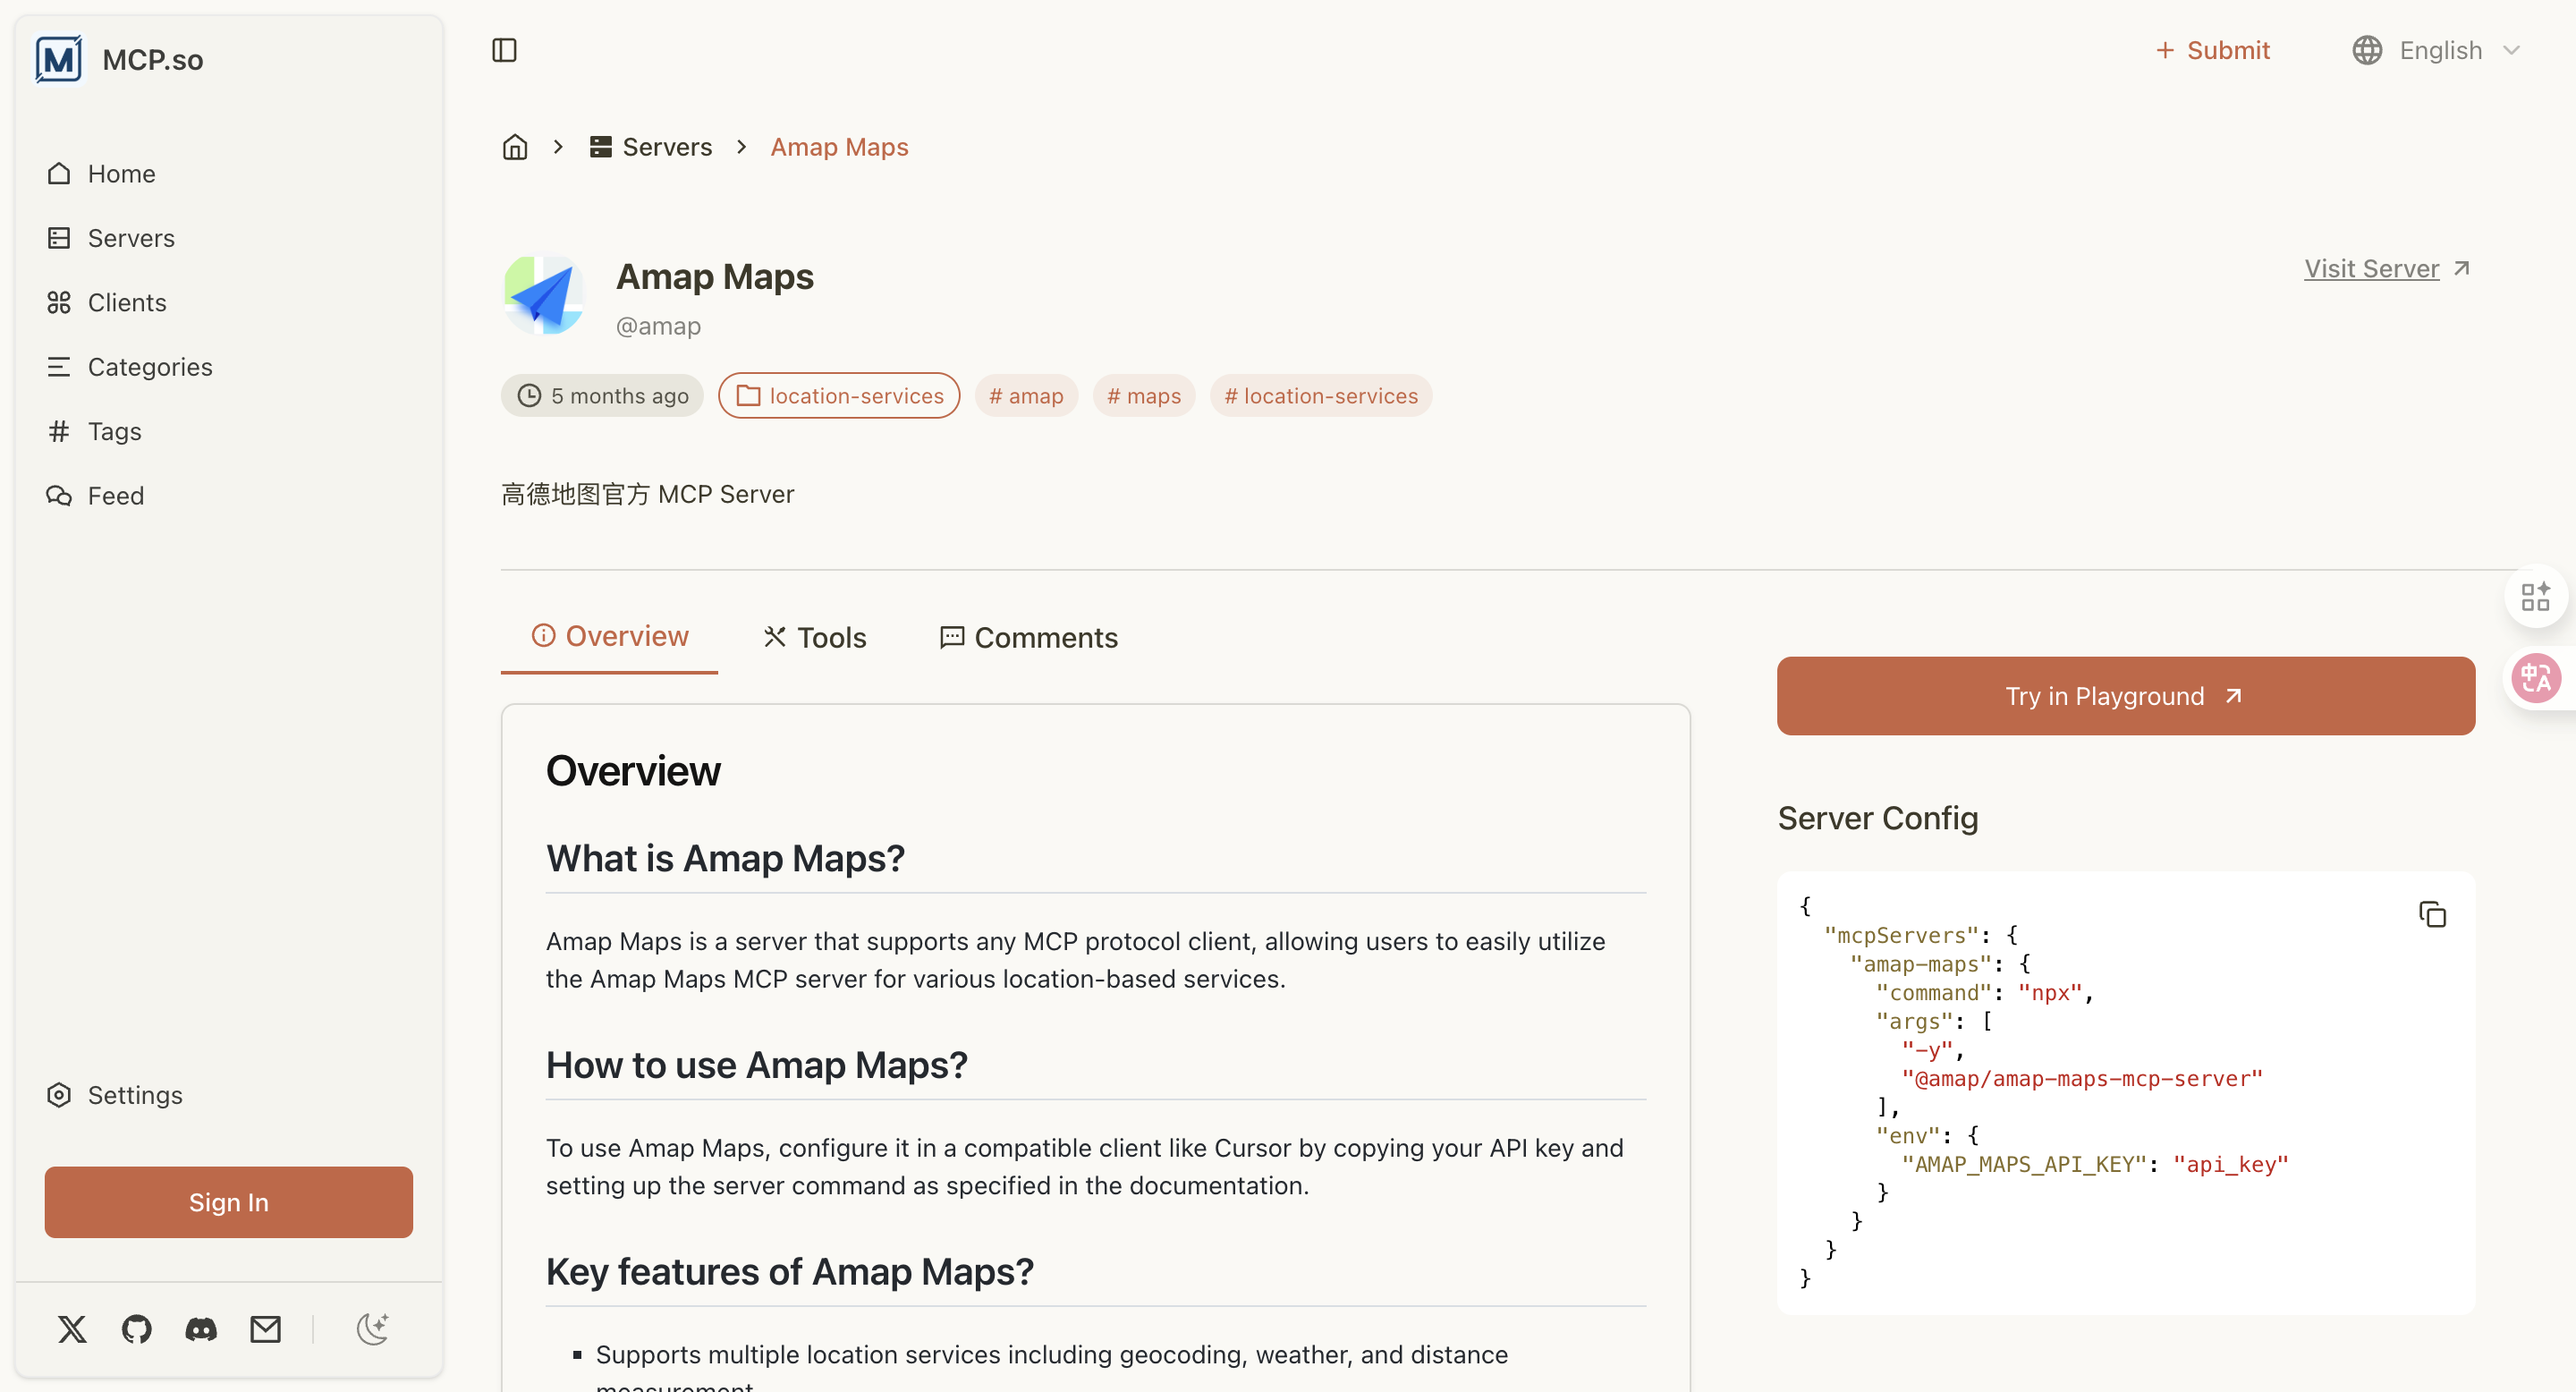 MCP.so
Home
Servers
Clients
Categories
Tags
Feed
Settings
Sign In
+ Submit
English
Servers
Amap Maps
Amap Maps
@amap
Visit Server
5 months ago
location-services
# amap
# maps
# location-services
高德地图官方 MCP Server
Overview
Tools
Comments
Overview
What is Amap Maps?
Amap Maps is a server that supports any MCP protocol client, allowing users to easily utilize
the Amap Maps MCP server for various location-based services.
How to use Amap Maps?
To use Amap Maps, configure it in a compatible client like Cursor by copying your API key and
setting up the server command as specified in the documentation.
Key features of Amap Maps?
▪ Supports multiple location services including geocoding, weather, and distance
measurement
Try in Playground
Server Config
{
"mcpServers": {
"amap-maps": {
"command": "npx",
"args": [
"-y",
"@amap/amap-maps-mcp-server"
],
"env": {
"AMAP_MAPS_API_KEY": "api_key"
}
}
}
}
中A